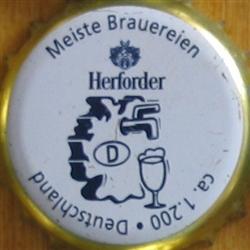 Meiste Brauereien
Herforder
D
ca. 1.200 • Deutschland